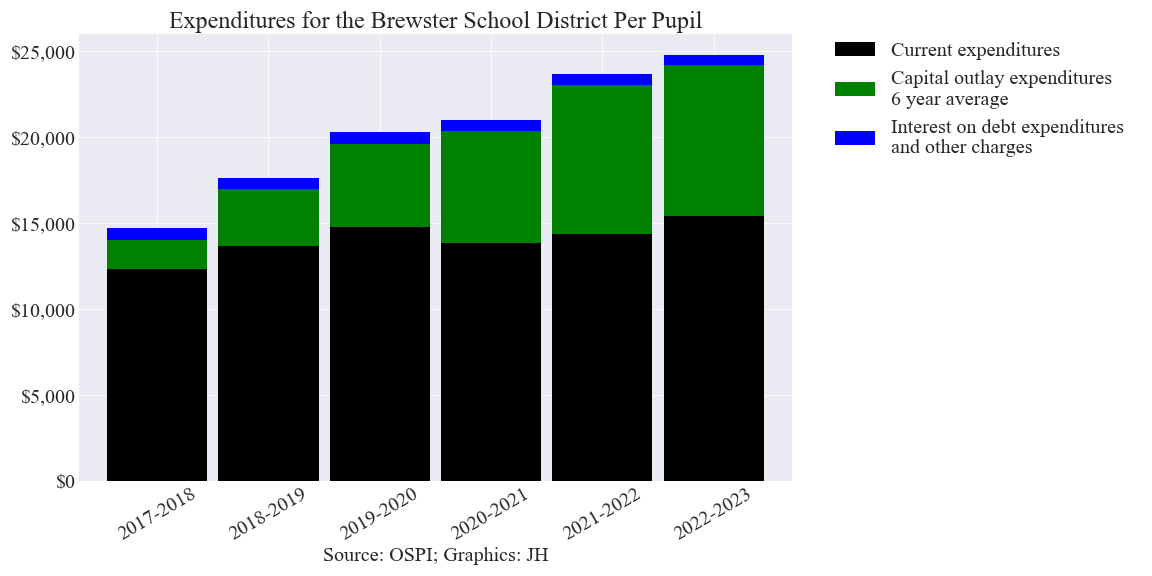 Expenditures for the Brewster School District Per Pupil
$25,000
$20,000
$15,000
$10,000
$5,000
$0
2017-2018
2018-2019
2019-2020
2020-2021
2021-2022
2022-2023
Source: OSPI; Graphics: JH
Current expenditures
Capital outlay expenditures
6 year average
Interest on debt expenditures
and other charges